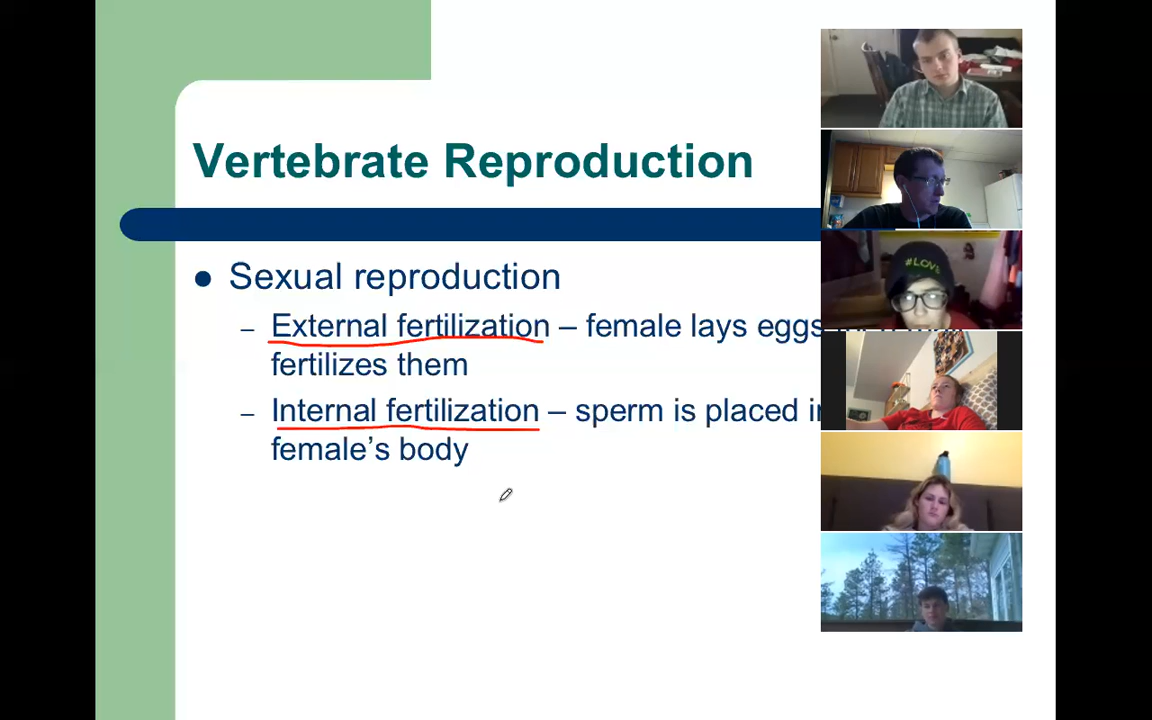 Vertebrate Reproduction
● Sexual reproduction
– External fertilization – female lays eggs
fertilizes them
– Internal fertilization – sperm is placed
female’s body
#LOVE